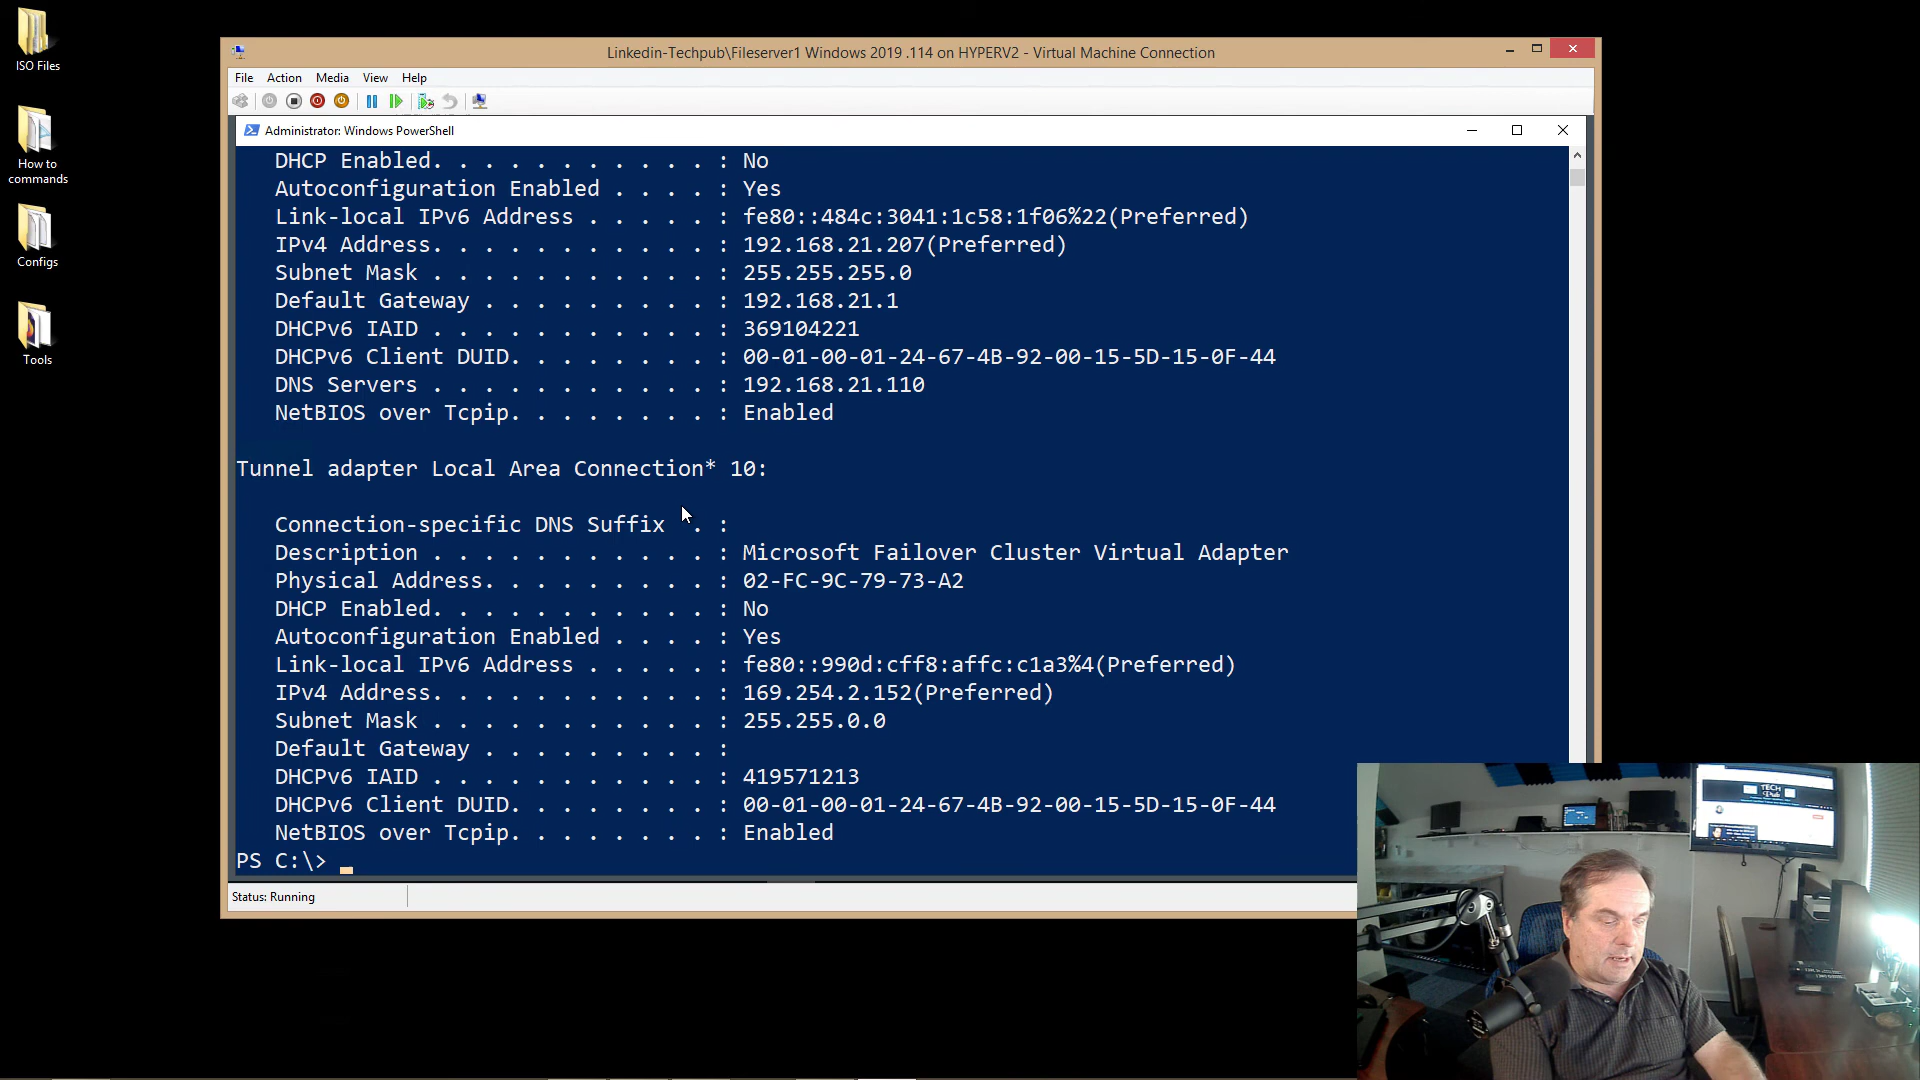 ISO Files
How to
commands
Configs
Tools
Linkedin-Techpub\Fileserver1 Windows 2019 .114 on HYPERV2 - Virtual Machine Connection
File Action Media View Help
Administrator: Windows PowerShell
DHCP Enabled. . . . . . . . . . . : No
Autoconfiguration Enabled . . . . : Yes
Link-local IPv6 Address . . . . . : fe80::484c:3041:1c58:1f06%22(Preferred)
IPv4 Address. . . . . . . . . . . : 192.168.21.207(Preferred)
Subnet Mask . . . . . . . . . . . : 255.255.255.0
Default Gateway . . . . . . . . . : 192.168.21.1
DHCPv6 IAID . . . . . . . . . . . : 369104221
DHCPv6 Client DUID. . . . . . . . : 00-01-00-01-24-67-4B-92-00-15-5D-15-0F-44
DNS Servers . . . . . . . . . . . : 192.168.21.110
NetBIOS over Tcpip. . . . . . . . : Enabled
Tunnel adapter Local Area Connection* 10:
Connection-specific DNS Suffix  . :
Description . . . . . . . . . . . : Microsoft Failover Cluster Virtual Adapter
Physical Address. . . . . . . . . : 02-FC-9C-79-73-A2
DHCP Enabled. . . . . . . . . . . : No
Autoconfiguration Enabled . . . . : Yes
Link-local IPv6 Address . . . . . : fe80::990d:cff8:affc:c1a3%4(Preferred)
IPv4 Address. . . . . . . . . . . : 169.254.2.152(Preferred)
Subnet Mask . . . . . . . . . . . : 255.255.0.0
Default Gateway . . . . . . . . . :
DHCPv6 IAID . . . . . . . . . . . : 419571213
DHCPv6 Client DUID. . . . . . . . : 00-01-00-01-24-67-4B-92-00-15-5D-15-0F-44
NetBIOS over Tcpip. . . . . . . . : Enabled
PS C:\>
Status: Running
TECH
Pub